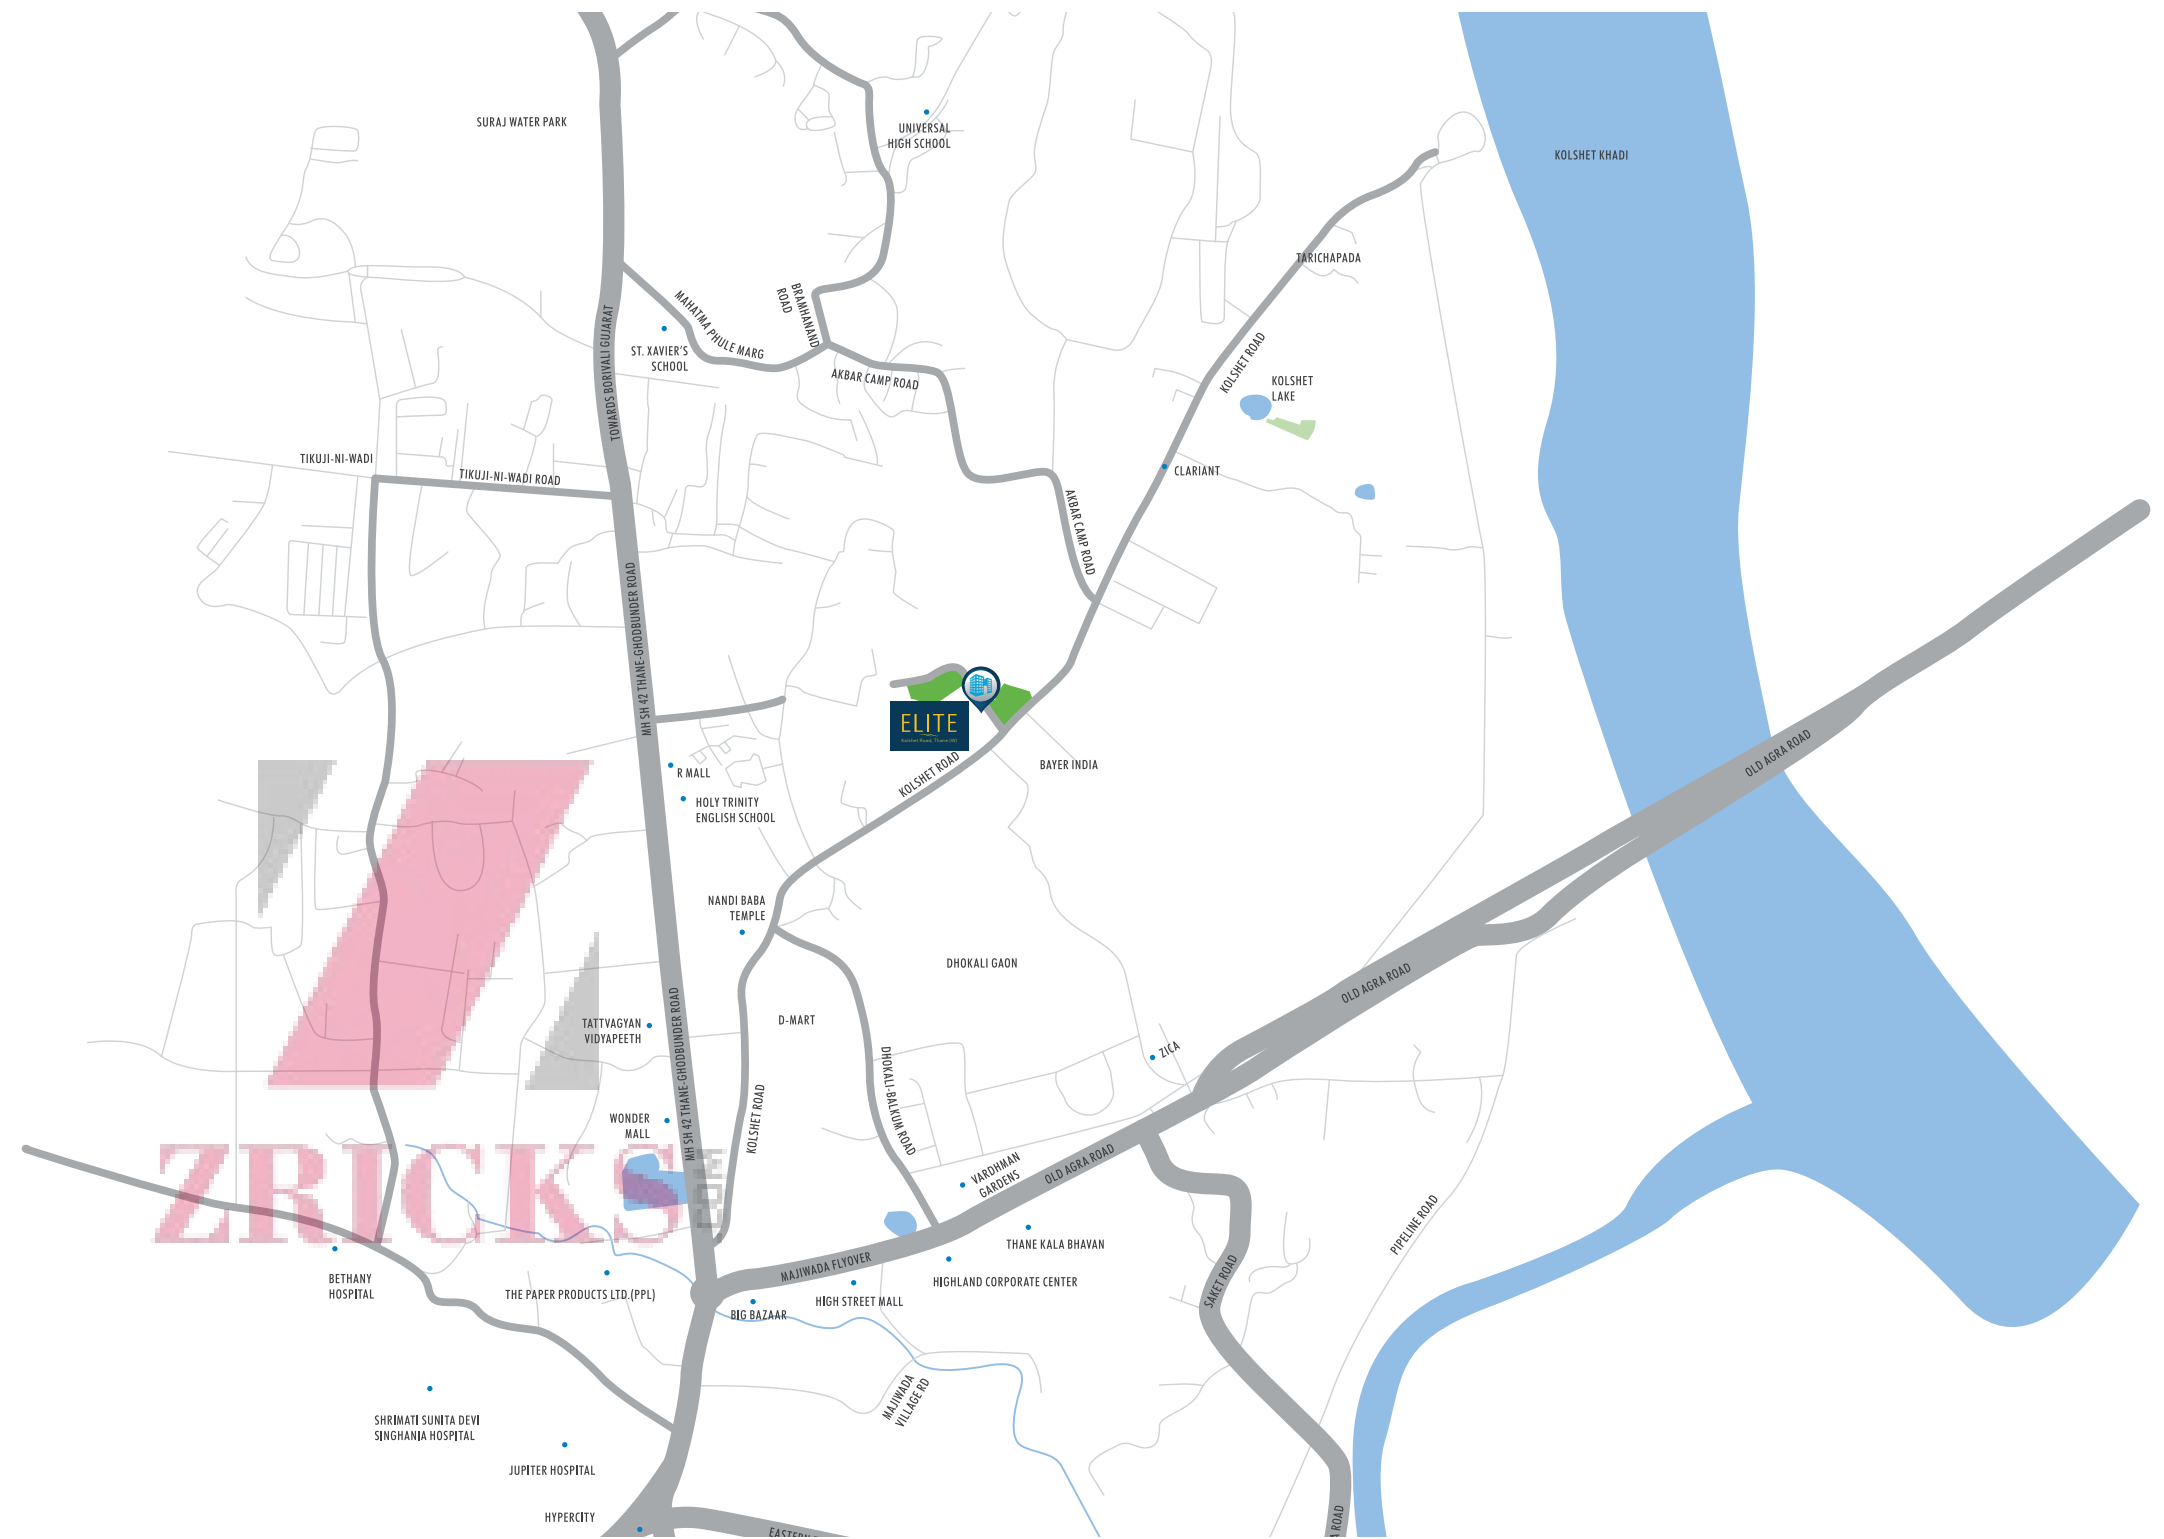 SURAJ WATER PARK
UNIVERSAL
HIGH SCHOOL
KOLSHET KHADI
TARICHAPADA
BRAMHANAND
ROAD
MAHATMA PHULE MARG
ST. XAVIER'S
SCHOOL
TOWARDS BORIVALI GUJARAT
AKBAR CAMP ROAD
KOLSHET ROAD
KOLSHET
LAKE
TIKUJI-NI-WADI
TIKUJI-NI-WADI ROAD
CLARIANT
AKBAR CAMP ROAD
MH SH 42 THANE-GHODBUNDER ROAD
ELITE
Kolshet Road, Thane (W)
KOLSHET ROAD
BAYER INDIA
OLD AGRA ROAD
R MALL
HOLY TRINITY
ENGLISH SCHOOL
NANDI BABA
TEMPLE
DHOKALI GAON
OLD AGRA ROAD
D-MART
TATTVAGYAN
VIDYAPEETH
MH SH 42 THANE-GHODBUNDER ROAD
DHOKALI-BALKUM ROAD
ZICA
KOLSHET ROAD
WONDER
MALL
ZRICKS
VARDHMAN
GARDENS
OLD AGRA ROAD
PIPELINE ROAD
THANE KALA BHAVAN
MAJIWADA FLYOVER
HIGHLAND CORPORATE CENTER
SAKET ROAD
BETHANY
HOSPITAL
THE PAPER PRODUCTS LTD.(PPL)
HIGH STREET MALL
BIG BAZAAR
MAJIWADA
VILLAGE RD
SHRIMATI SUNITA DEVI
SINGHANIA HOSPITAL
JUPITER HOSPITAL
HYPERCITY
EASTERN
ROAD